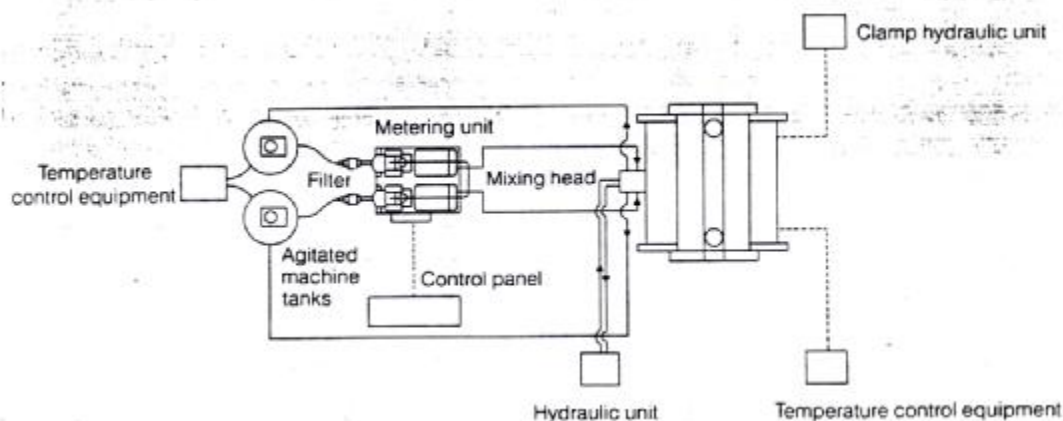 Clamp hydraulic unit
Metering unit
Temperature
control equipment
Filter
Mixing head
Agitated
machine
tanks
Control panel
Hydraulic unit
Temperature control equipment